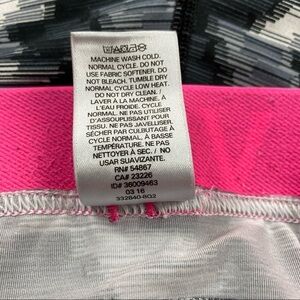 MACHINE WASH COLD.
NORMAL CYCLE. DO NOT
USE FABRIC SOFTENER. DO
NOT BLEACH. TUMBLE DRY
NORMAL CYCLE LOW HEAT.
DO NOT DRY CLEAN. /
LAVER À LA MACHINE À
L'EAU FROIDE. CYCLE
NORMAL. NE PAS UTILISER
D'ASSOUPLISSANT POUR
TISSU. NE PAS JAVELLISER.
SÉCHER PAR CULBUTAGE À
CYCLE NORMAL À BASSE
TEMPÉRATURE. NE PAS
NETTOYER À SEC. / NO
USAR SUAVIZANTE.
RN# 54867
CA# 23226
ID# 36009463
03 16
332840-8G2